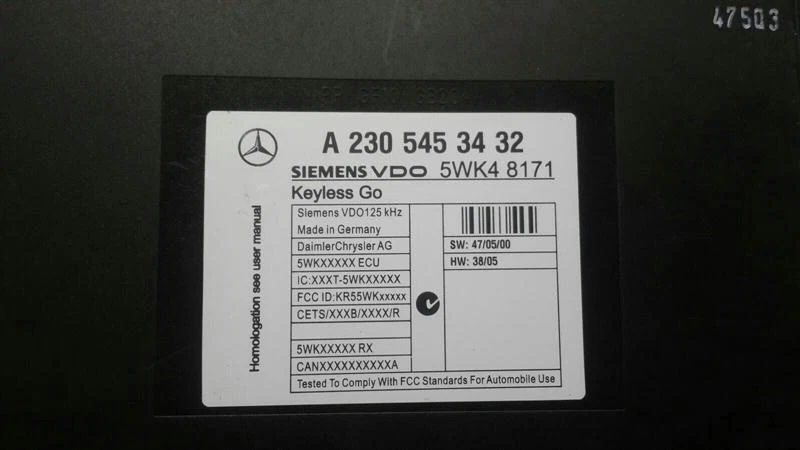 47503
A 230 545 34 32
SIEMENS VDO 5WK4 8171
Keyless Go
Siemens VDO125 kHz
Made in Germany
DaimlerChrysler AG
5WKXXXXX ECU
IC:XXXT-5WKXXXXX
FCC ID:KR55WKxxxxx
CETS/XXXB/XXXX/R
5WKXXXXX RX
CANXXXXXXXXXXA
SW: 47/05/00
HW: 38/05
Tested To Comply With FCC Standards For Automobile Use
Homologation see user manual